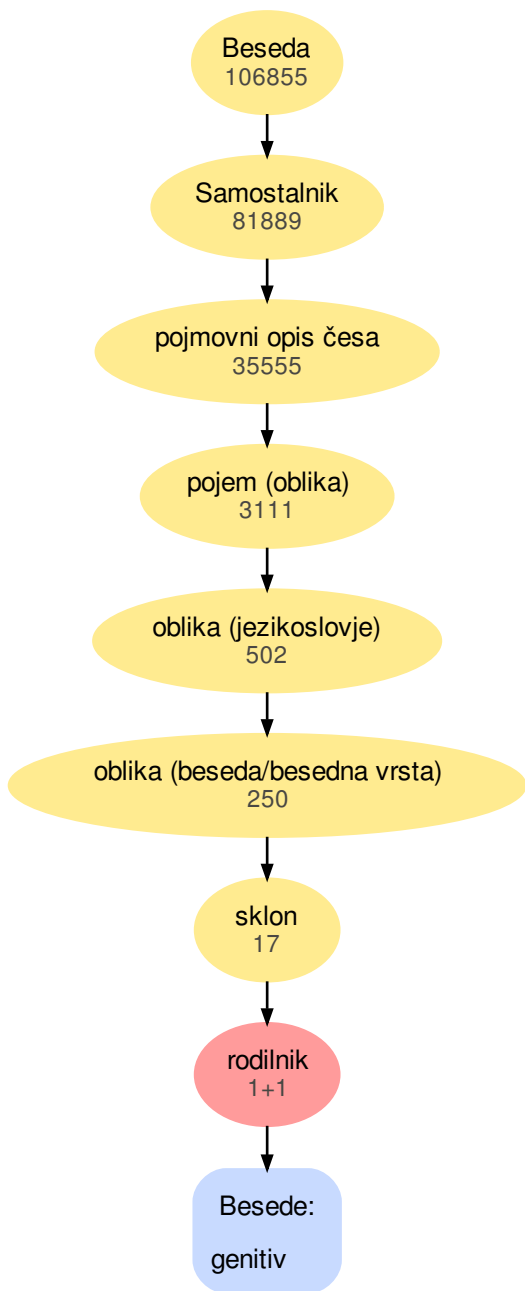 Beseda
106855
Samostalnik
81889
pojmovni opis česa
35555
pojem (oblika)
3111
oblika (jezikoslovje)
502
oblika (beseda/besedna vrsta)
250
sklon
17
rodilnik
1+1
Besede:
genitiv